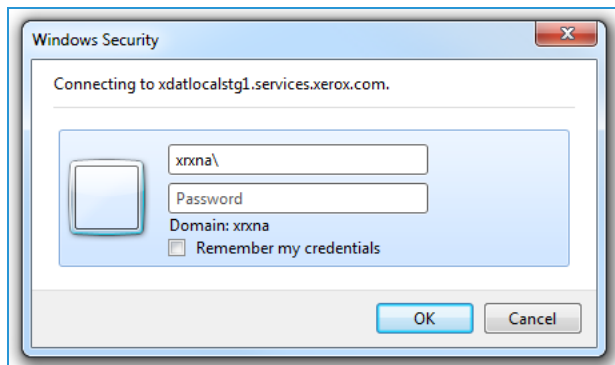 Windows Security
Connecting to xdatlocalstg1.services.xerox.com.
xrxna\
Password
Domain: xrxna
Remember my credentials
OK
Cancel